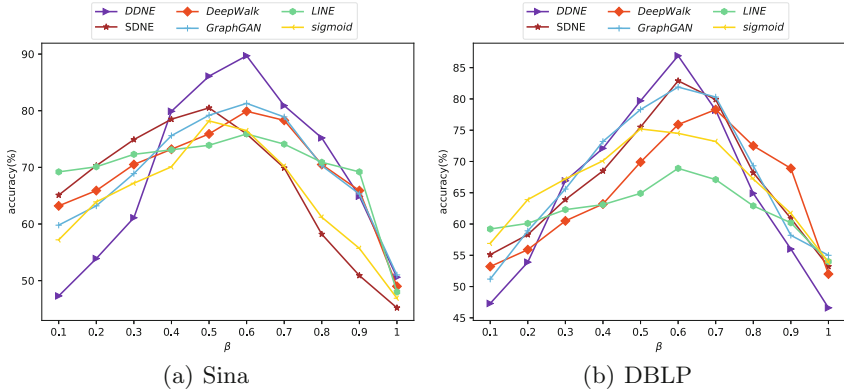 DDNE DeepWalk LINE
SDNE GraphGAN sigmoid
90
80
70
60
50
accuracy(%)
0.1 0.2 0.3 0.4 0.5 0.6 0.7 0.8 0.9 1
β
(a) Sina
DDNE DeepWalk LINE
SDNE GraphGAN sigmoid
85
80
75
70
65
60
55
50
45
accuracy(%)
0.1 0.2 0.3 0.4 0.5 0.6 0.7 0.8 0.9 1
β
(b) DBLP